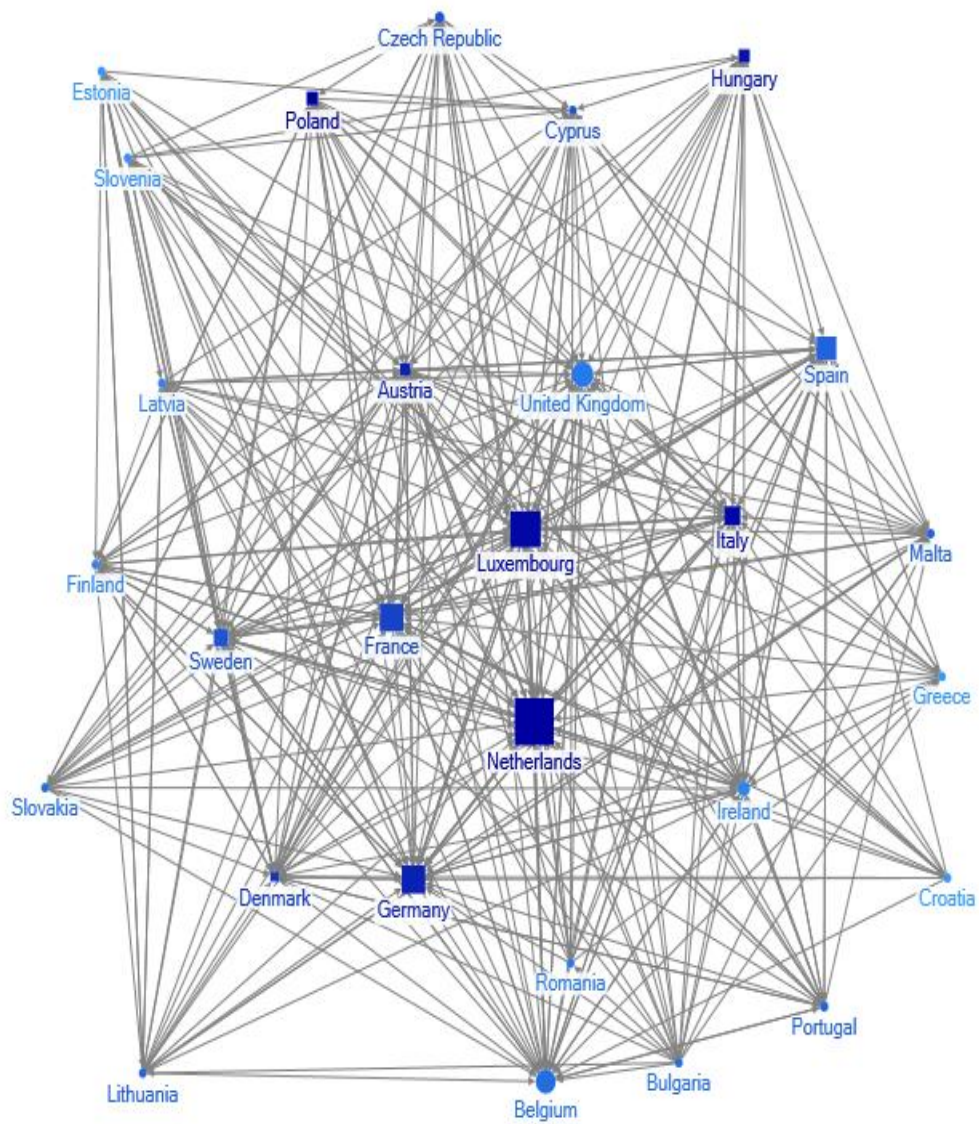 Czech Republic
Hungary
Estonia
Poland
Cyprus
Slovenia
Spain
Austria
Latvia
United Kingdom
Italy
Malta
Luxembourg
Finland
France
Sweden
Greece
Netherlands
Slovakia
Ireland
Denmark
Croatia
Germany
Romania
Portugal
Bulgaria
Lithuania
Belgium